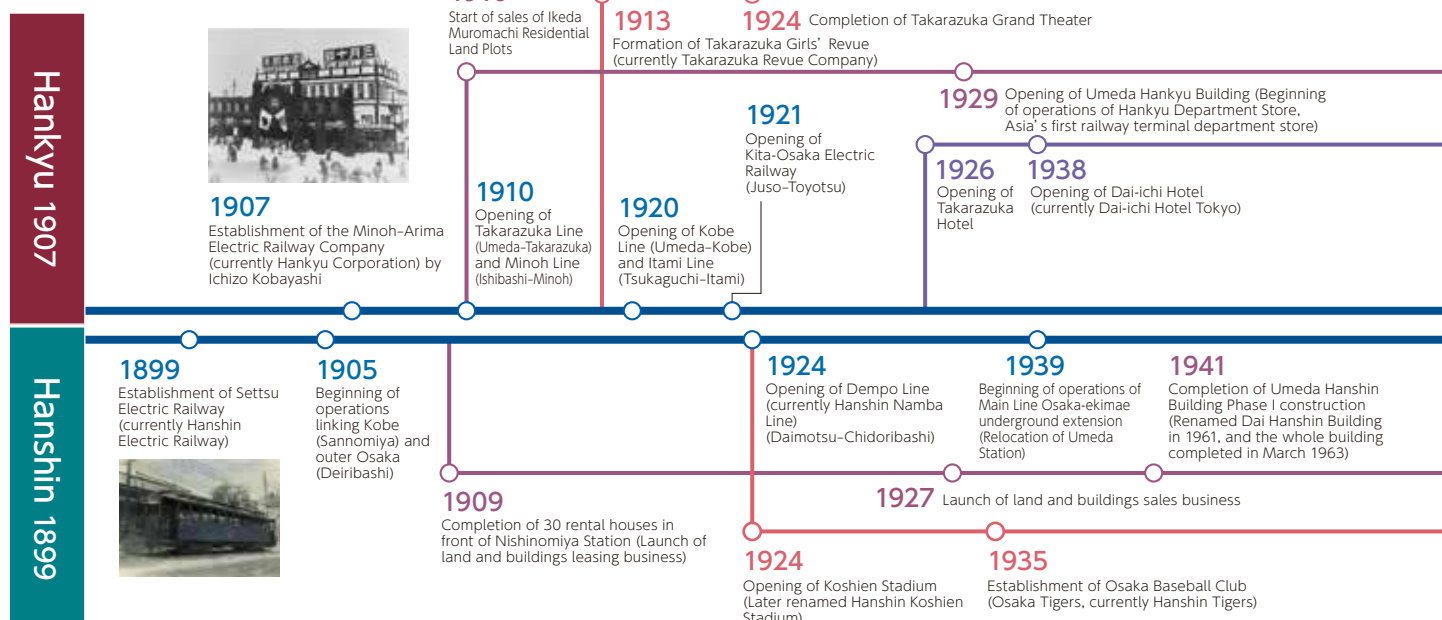 Start of sales of Ikeda
Muromachi Residential
Land Plots
1913
Formation of Takarazuka Girls' Revue
(currently Takarazuka Revue Company)
1924 Completion of Takarazuka Grand Theater
Hankyu 1907
1929 Opening of Umeda Hankyu Building (Beginning
of operations of Hankyu Department Store,
Asia's first railway terminal department store)
1921
Opening of
Kita-Osaka Electric
Railway
(Juso-Toyotsu)
1926
Opening of
Takarazuka
Hotel
1938
Opening of Dai-ichi Hotel
(currently Dai-ichi Hotel Tokyo)
1907
Establishment of the Minoh-Arima
Electric Railway Company
(currently Hankyu Corporation) by
Ichizo Kobayashi
1910
Opening of
Takarazuka Line
(Umeda-Takarazuka)
and Minoh Line
(Ishibashi-Minoh)
1920
Opening of Kobe
Line (Umeda-Kobe)
and Itami Line
(Tsukaguchi-Itami)
Hanshin 1899
1899
Establishment of Settsu
Electric Railway
(currently Hanshin
Electric Railway)
1905
Beginning of
operations
linking Kobe
(Sannomiya) and
outer Osaka
(Deiribashi)
1924
Opening of Dempo Line
(currently Hanshin Namba
Line)
(Daimotsu-Chidoribashi)
1939
Beginning of operations of
Main Line Osaka-ekimae
underground extension
(Relocation of Umeda
Station)
1941
Completion of Umeda Hanshin
Building Phase I construction
(Renamed Dai Hanshin Building
in 1961, and the whole building
completed in March 1963)
1909
Completion of 30 rental houses in
front of Nishinomiya Station (Launch of
land and buildings leasing business)
1927 Launch of land and buildings sales business
1924
Opening of Koshien Stadium
(Later renamed Hanshin Koshien
Stadium)
1935
Establishment of Osaka Baseball Club
(Osaka Tigers, currently Hanshin Tigers)